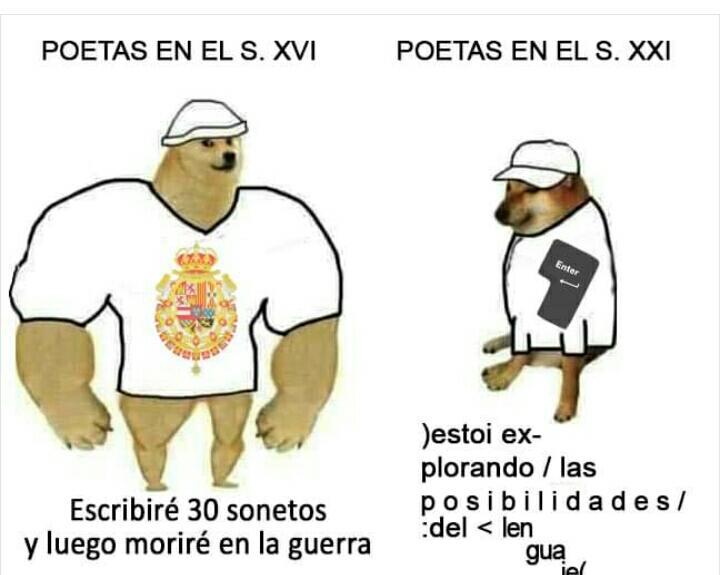 POETAS EN EL S. XVI
POETAS EN EL S. XXI
Enter
Escribiré 30 sonetos
y luego moriré en la guerra
)estoi ex-
plorando / las
p o s i b i l i d a d e s /
:del < len
gua
je(